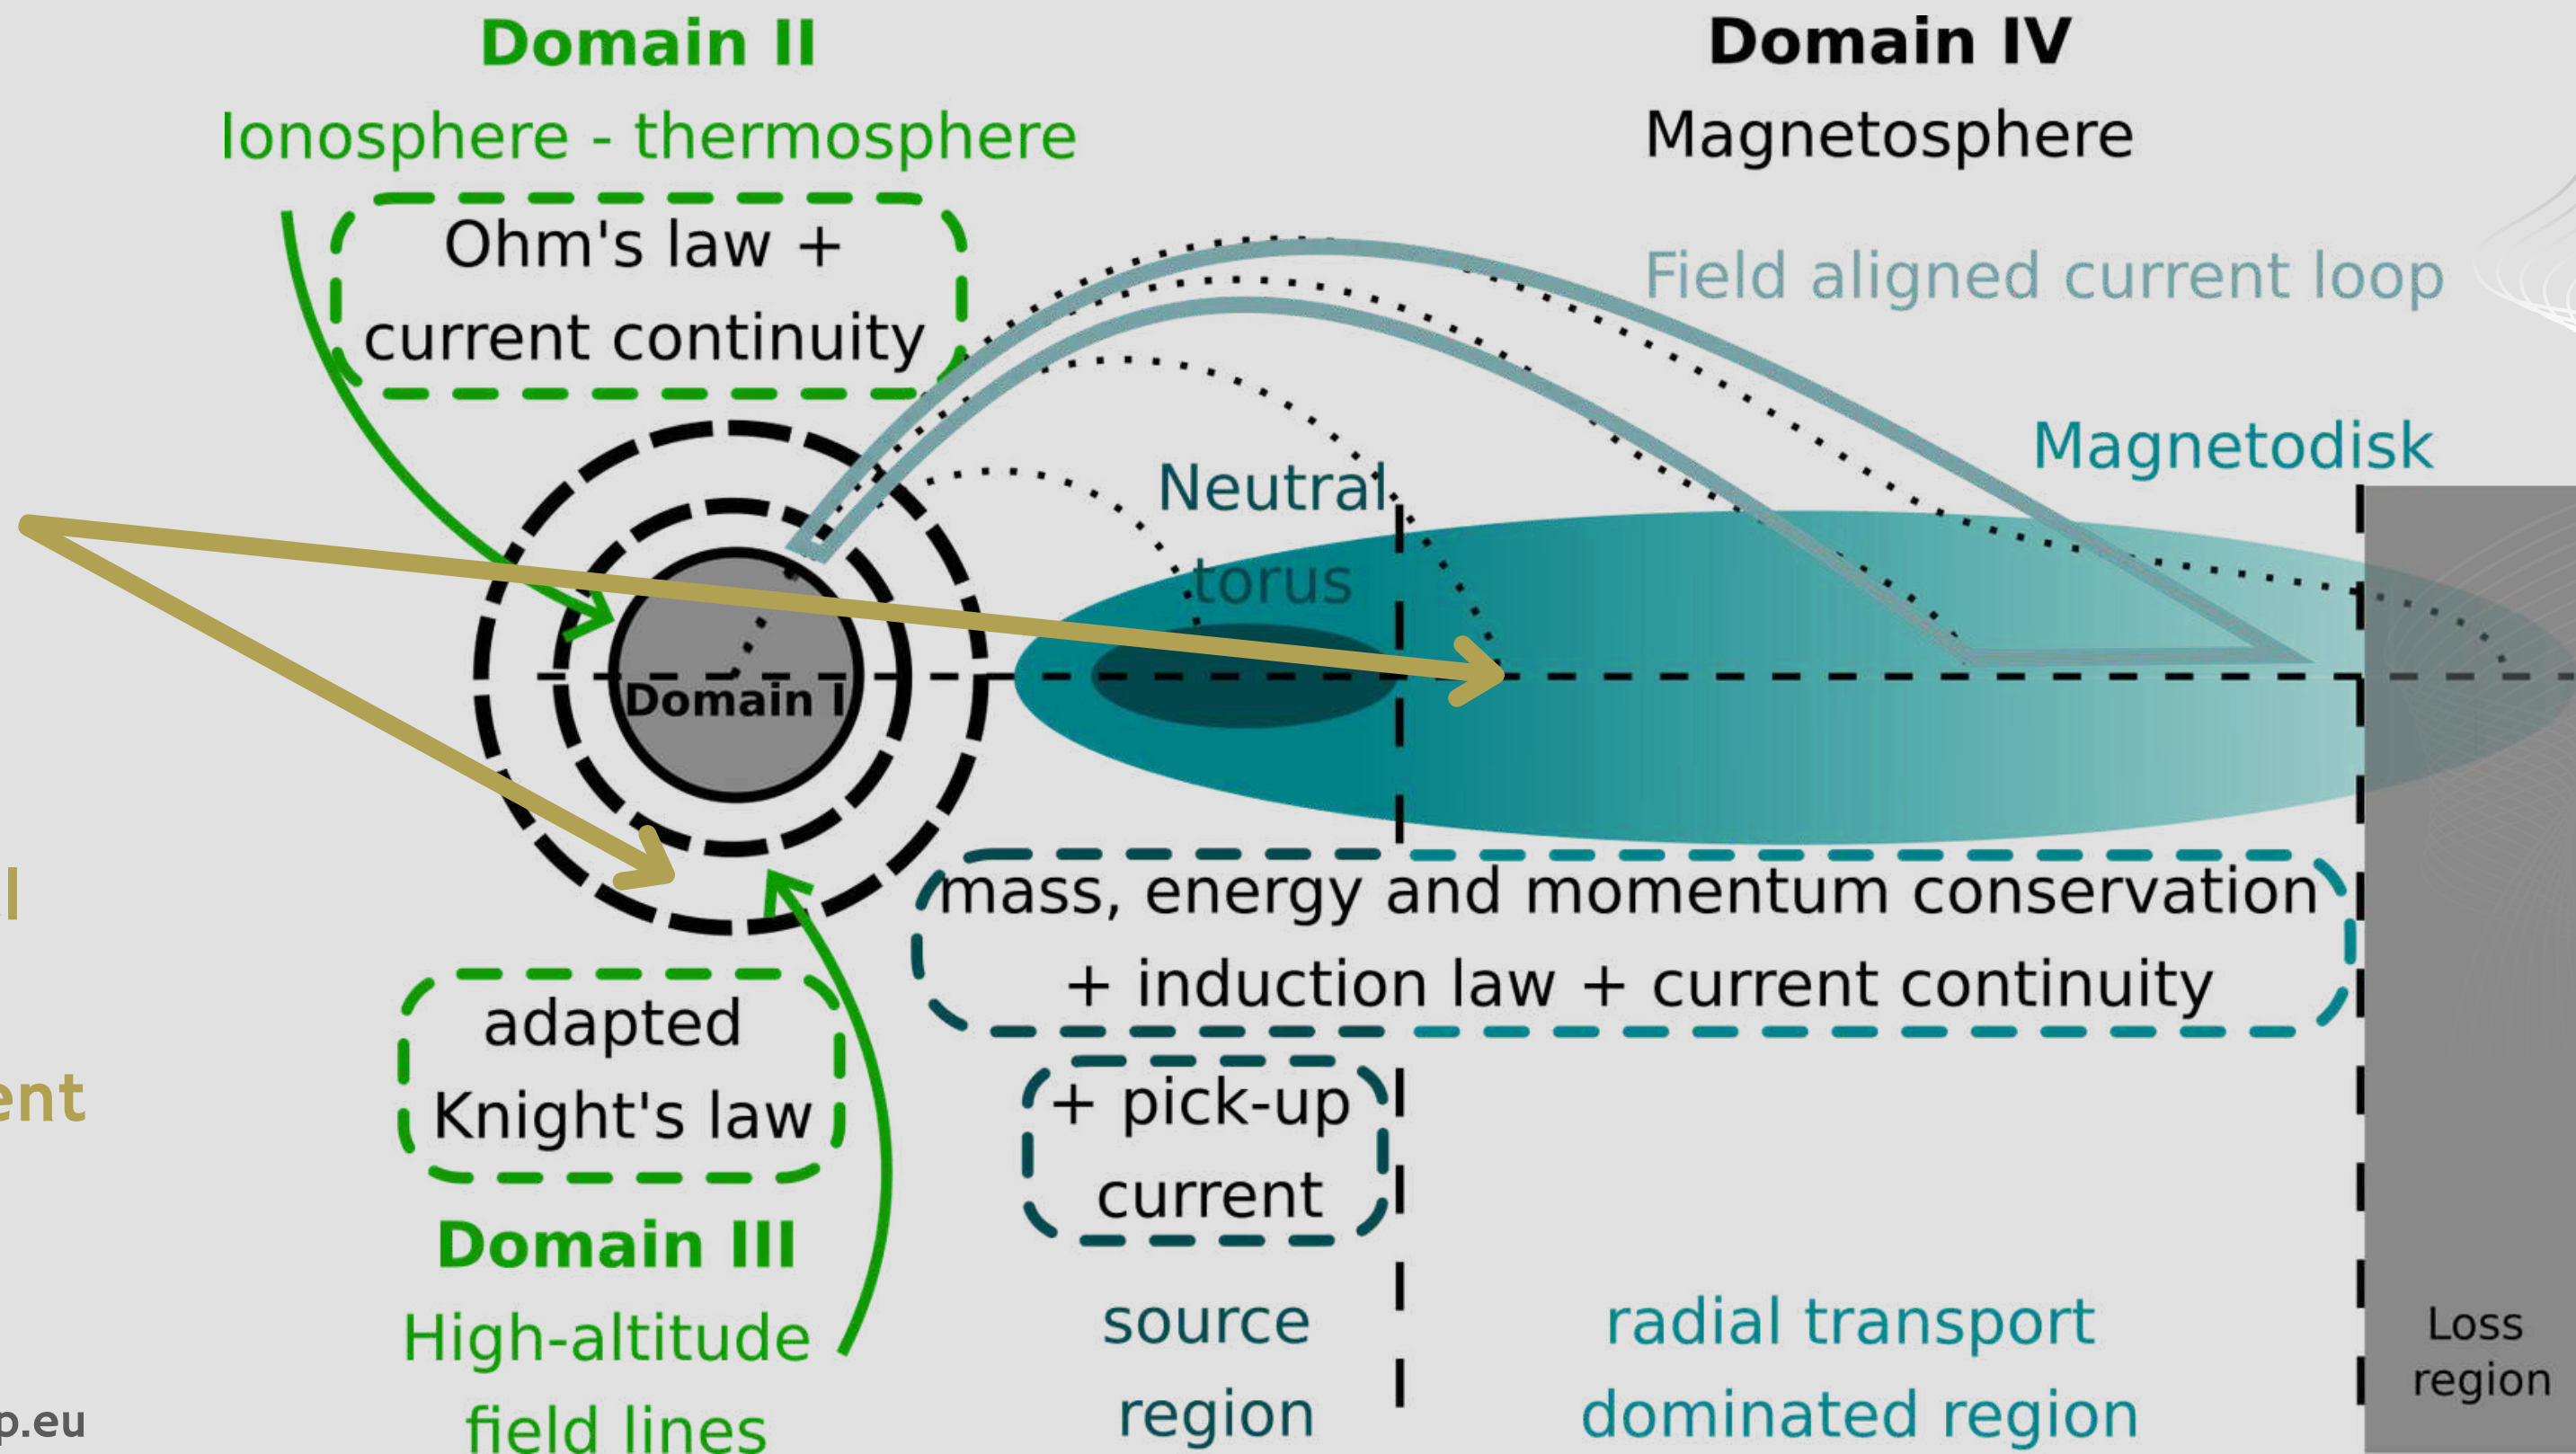 Domain II
Ionosphere - thermosphere
Ohm's law +
current continuity
Domain IV
Magnetosphere
Field aligned current loop
Magnetodisk
Neutral
torus
Domain I
mass, energy and momentum conservation
+ induction law + current continuity
+ pick-up
current
adapted
Knight's law
Domain III
High-altitude
field lines
source
region
radial transport
dominated region
Loss
region
ent
p.eu